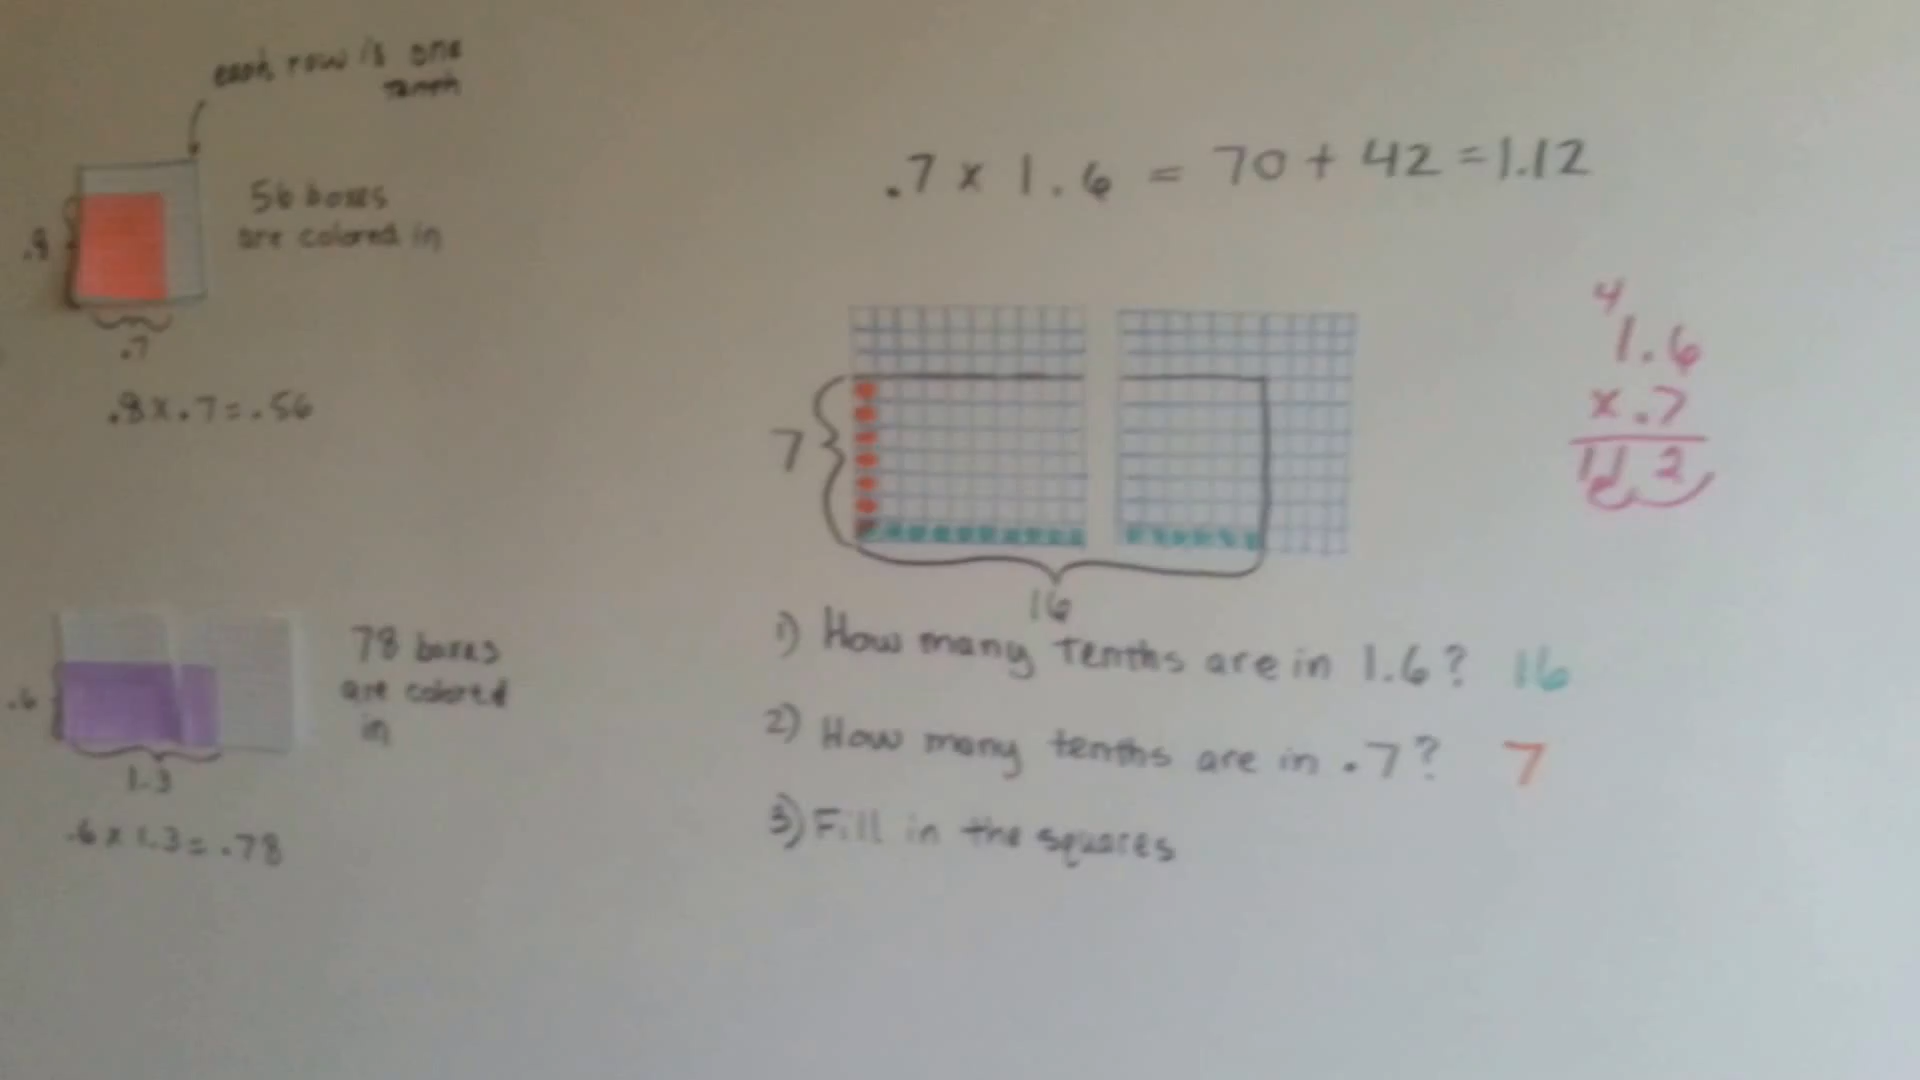 each row is one
tenth
56 boxes
are colored in
.8
.7
.8 x .7 = .56
78 boxes
are colored
in
.6
1.3
.6 x 1.3 = .78
.7 x 1.6 = 70 + 42 = 1.12
7
16
4
1.6
x .7
112
1) How many tenths are in 1.6? 16
2) How many tenths are in .7? 7
3) Fill in the squares